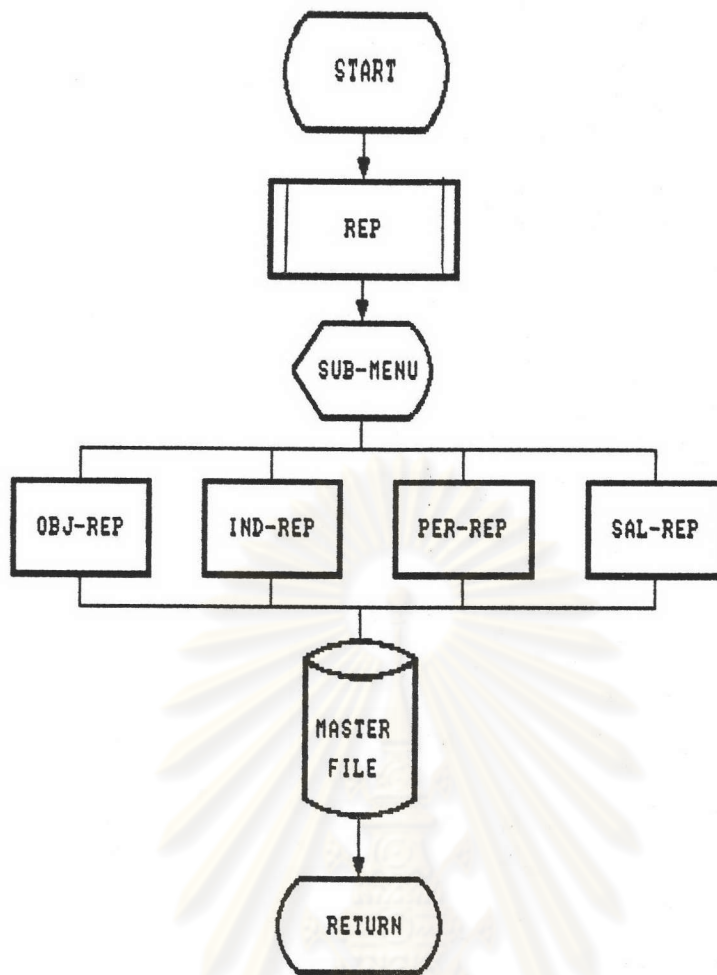 START
REP
SUB-MENU
OBJ-REP
IND-REP
PER-REP
SAL-REP
MASTER
FILE
RETURN